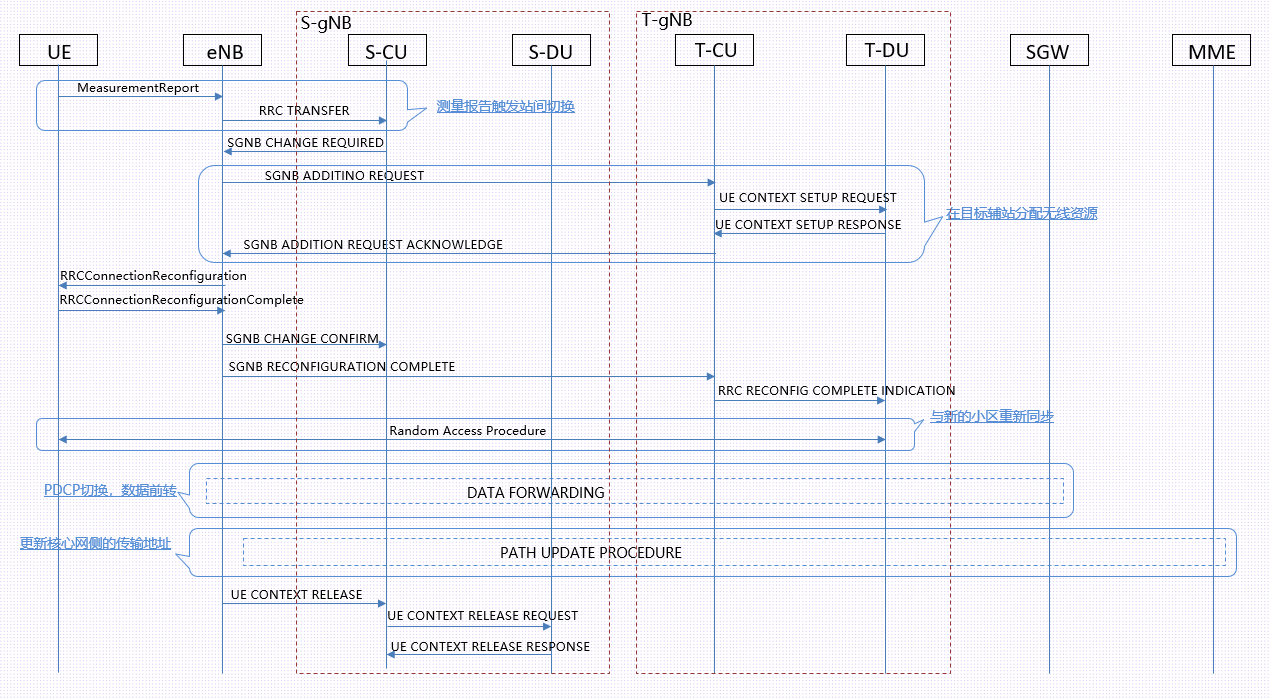 S-gNB
T-gNB
UE
eNB
S-CU
S-DU
T-CU
T-DU
SGW
MME
MeasurementReport
RRC TRANSFER
测量报告触发站间切换
SGNB CHANGE REQUIRED
SGNB ADDITINO REQUEST
UE CONTEXT SETUP REQUEST
在目标辅站分配无线资源
UE CONTEXT SETUP RESPONSE
SGNB ADDITION REQUEST ACKNOWLEDGE
RRCConnectionReconfiguration
RRCConnectionReconfigurationComplete
SGNB CHANGE CONFIRM
SGNB RECONFIGURATION COMPLETE
RRC RECONFIG COMPLETE INDICATION
与新的小区重新同步
Random Access Procedure
PDCP切换，数据前转
DATA FORWARDING
更新核心网侧的传输地址
PATH UPDATE PROCEDURE
UE CONTEXT RELEASE
UE CONTEXT RELEASE REQUEST
UE CONTEXT RELEASE RESPONSE